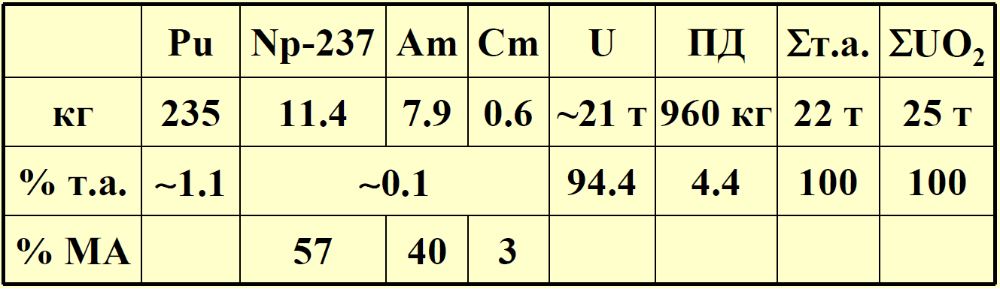 Pu Np-237 Am Cm U ПД Σт.а. ΣUO₂
кг 235 11.4 7.9 0.6 ~21 т 960 кг 22 т 25 т
% т.а. ~1.1 ~0.1 94.4 4.4 100 100
% МА 57 40 3